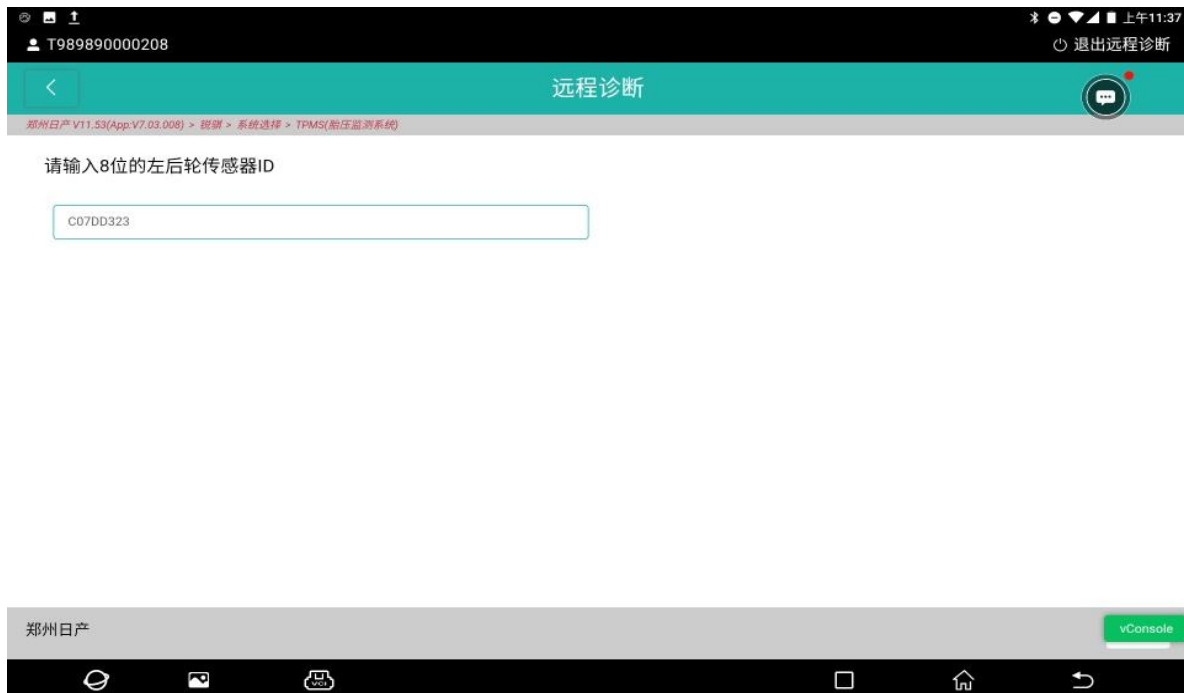 上午11:37
T989890000208
退出远程诊断
远程诊断
郑州日产 V11.53(App:V7.03.008) > 锐骐 > 系统选择 > TPMS(胎压监测系统)
请输入8位的左后轮传感器ID
C07DD323
郑州日产
vConsole
VCI